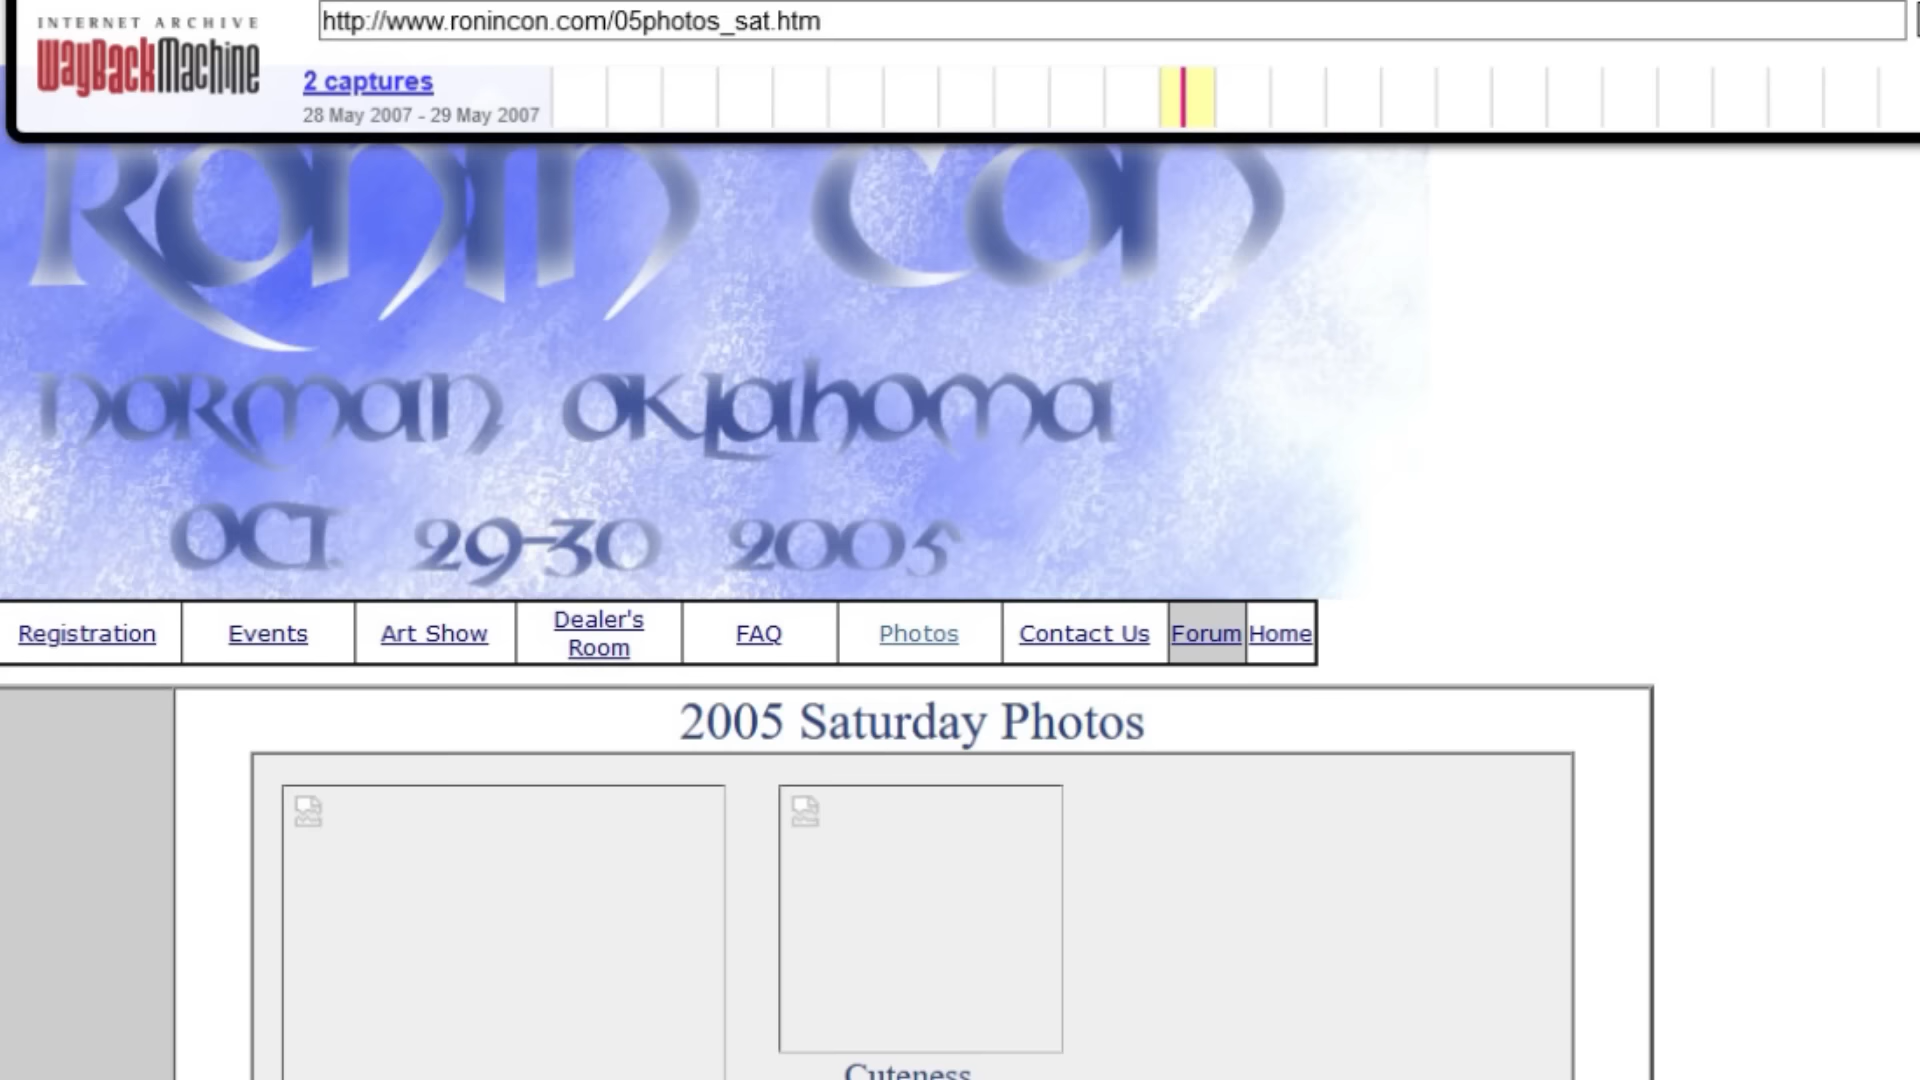 INTERNET ARCHIVE
WayBackMachine
http://www.ronincon.com/05photos_sat.htm
2 captures
28 May 2007 - 29 May 2007
Ronin Con
Norman Oklahoma
Oct. 29-30 2005
Registration
Events
Art Show
Dealer's
Room
FAQ
Photos
Contact Us
Forum
Home
2005 Saturday Photos
Cuteness